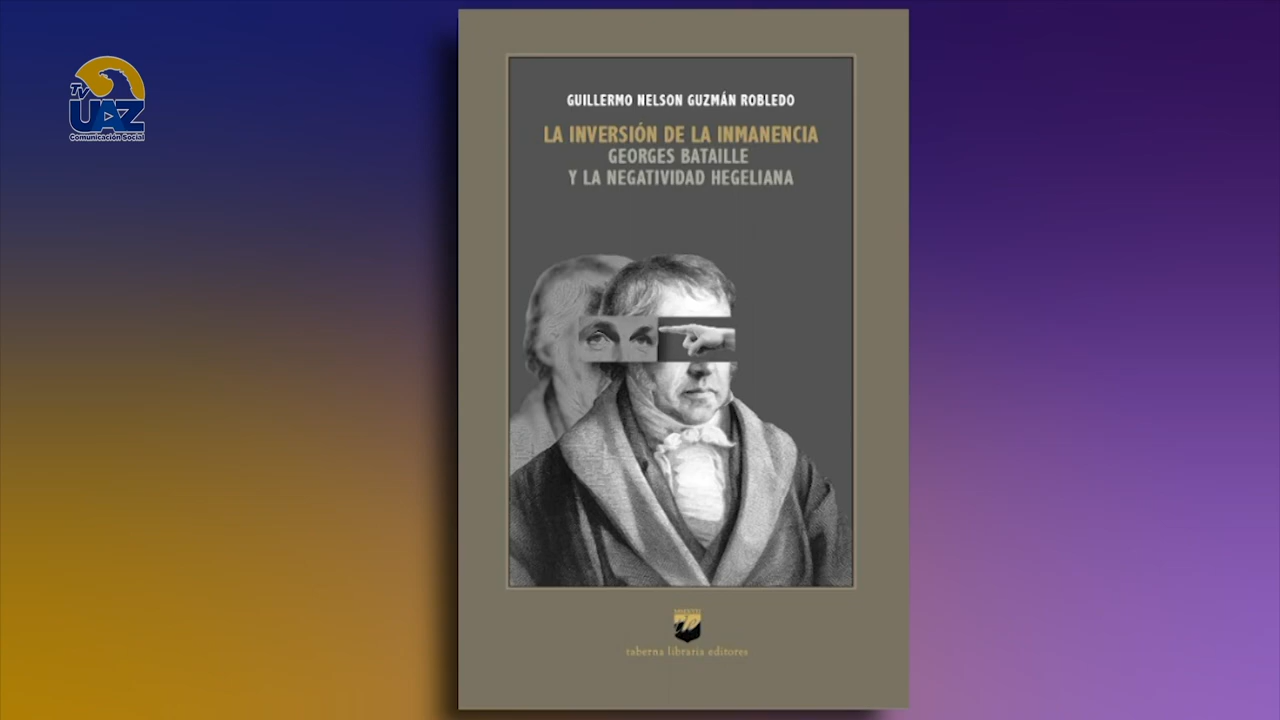 TV
UAZ
Comunicación Social
GUILLERMO NELSON GUZMÁN ROBLEDO
LA INVERSIÓN DE LA INMANENCIA
GEORGES BATAILLE
Y LA NEGATIVIDAD HEGELIANA
taberna libraria editores